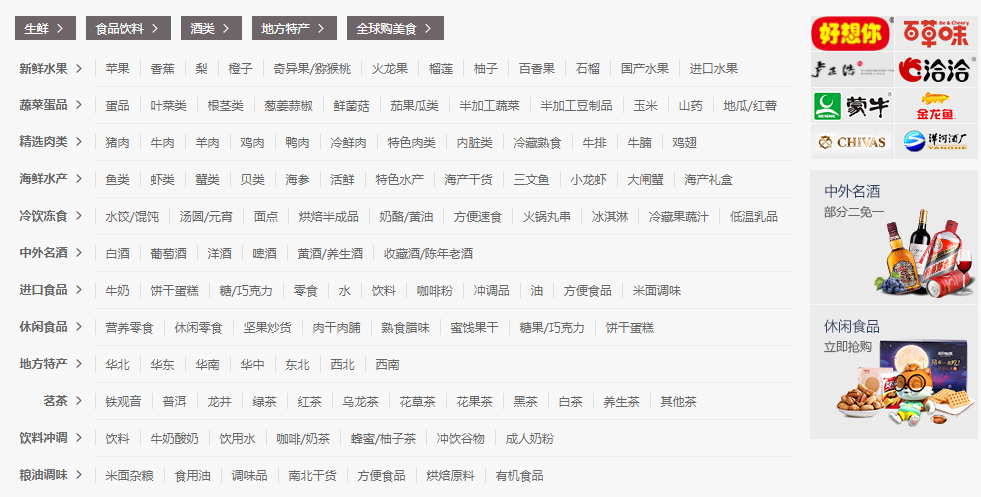 生鲜 食品饮料 酒类 地方特产 全球购美食
新鲜水果 苹果 香蕉 梨 橙子 奇异果/猕猴桃 火龙果 榴莲 柚子 百香果 石榴 国产水果 进口水果
蔬菜蛋品 蛋品 叶菜类 根茎类 葱姜蒜椒 鲜菌菇 茄果瓜类 半加工蔬菜 半加工豆制品 玉米 山药 地瓜/红薯
精选肉类 猪肉 牛肉 羊肉 鸡肉 鸭肉 冷鲜肉 特色肉类 内脏类 冷藏熟食 牛排 牛腩 鸡翅
海鲜水产 鱼类 虾类 蟹类 贝类 海参 活鲜 特色水产 海产干货 三文鱼 小龙虾 大闸蟹 海产礼盒
冷饮冻食 水饺/馄饨 汤圆/元宵 面点 烘焙半成品 奶酪/黄油 方便速食 火锅丸串 冰淇淋 冷藏果蔬汁 低温乳品
中外名酒 白酒 葡萄酒 洋酒 啤酒 黄酒/养生酒 收藏酒/陈年老酒
进口食品 牛奶 饼干蛋糕 糖/巧克力 零食 水 饮料 咖啡粉 冲调品 油 方便食品 米面调味
休闲食品 营养零食 休闲零食 坚果炒货 肉干肉脯 熟食腊味 蜜饯果干 糖果/巧克力 饼干蛋糕
地方特产 华北 华东 华南 华中 东北 西北 西南
茗茶 铁观音 普洱 龙井 绿茶 红茶 乌龙茶 花草茶 花果茶 黑茶 白茶 养生茶 其他茶
饮料冲调 饮料 牛奶酸奶 饮用水 咖啡/奶茶 蜂蜜/柚子茶 冲饮谷物 成人奶粉
粮油调味 米面杂粮 食用油 调味品 南北干货 方便食品 烘焙原料 有机食品
好想你 Be & Cheery 百草味
卢正浩 洽洽
蒙牛 金龙鱼
CHIVAS 洋河酒厂 YANGHE
中外名酒
部分二免一
休闲食品
立即抢购